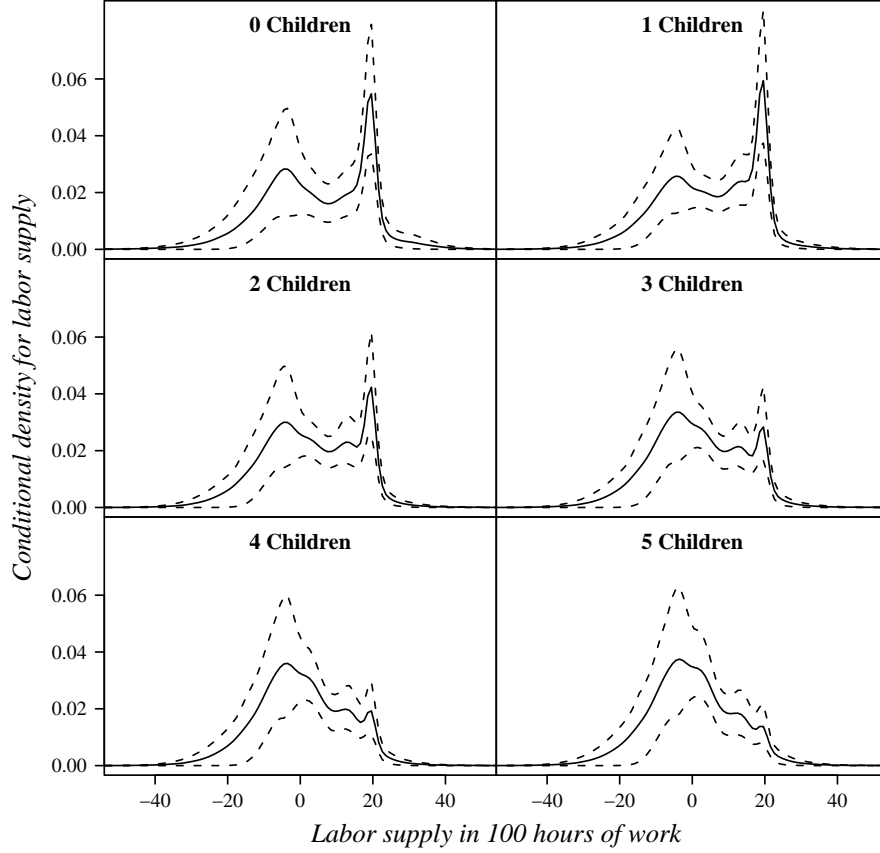 0 Children
1 Children
0.06
0.04
0.02
0.00
2 Children
3 Children
0.06
0.04
0.02
0.00
4 Children
5 Children
0.06
0.04
0.02
0.00
−40 −20 0 20 40
−40 −20 0 20 40
Conditional density for labor supply
Labor supply in 100 hours of work